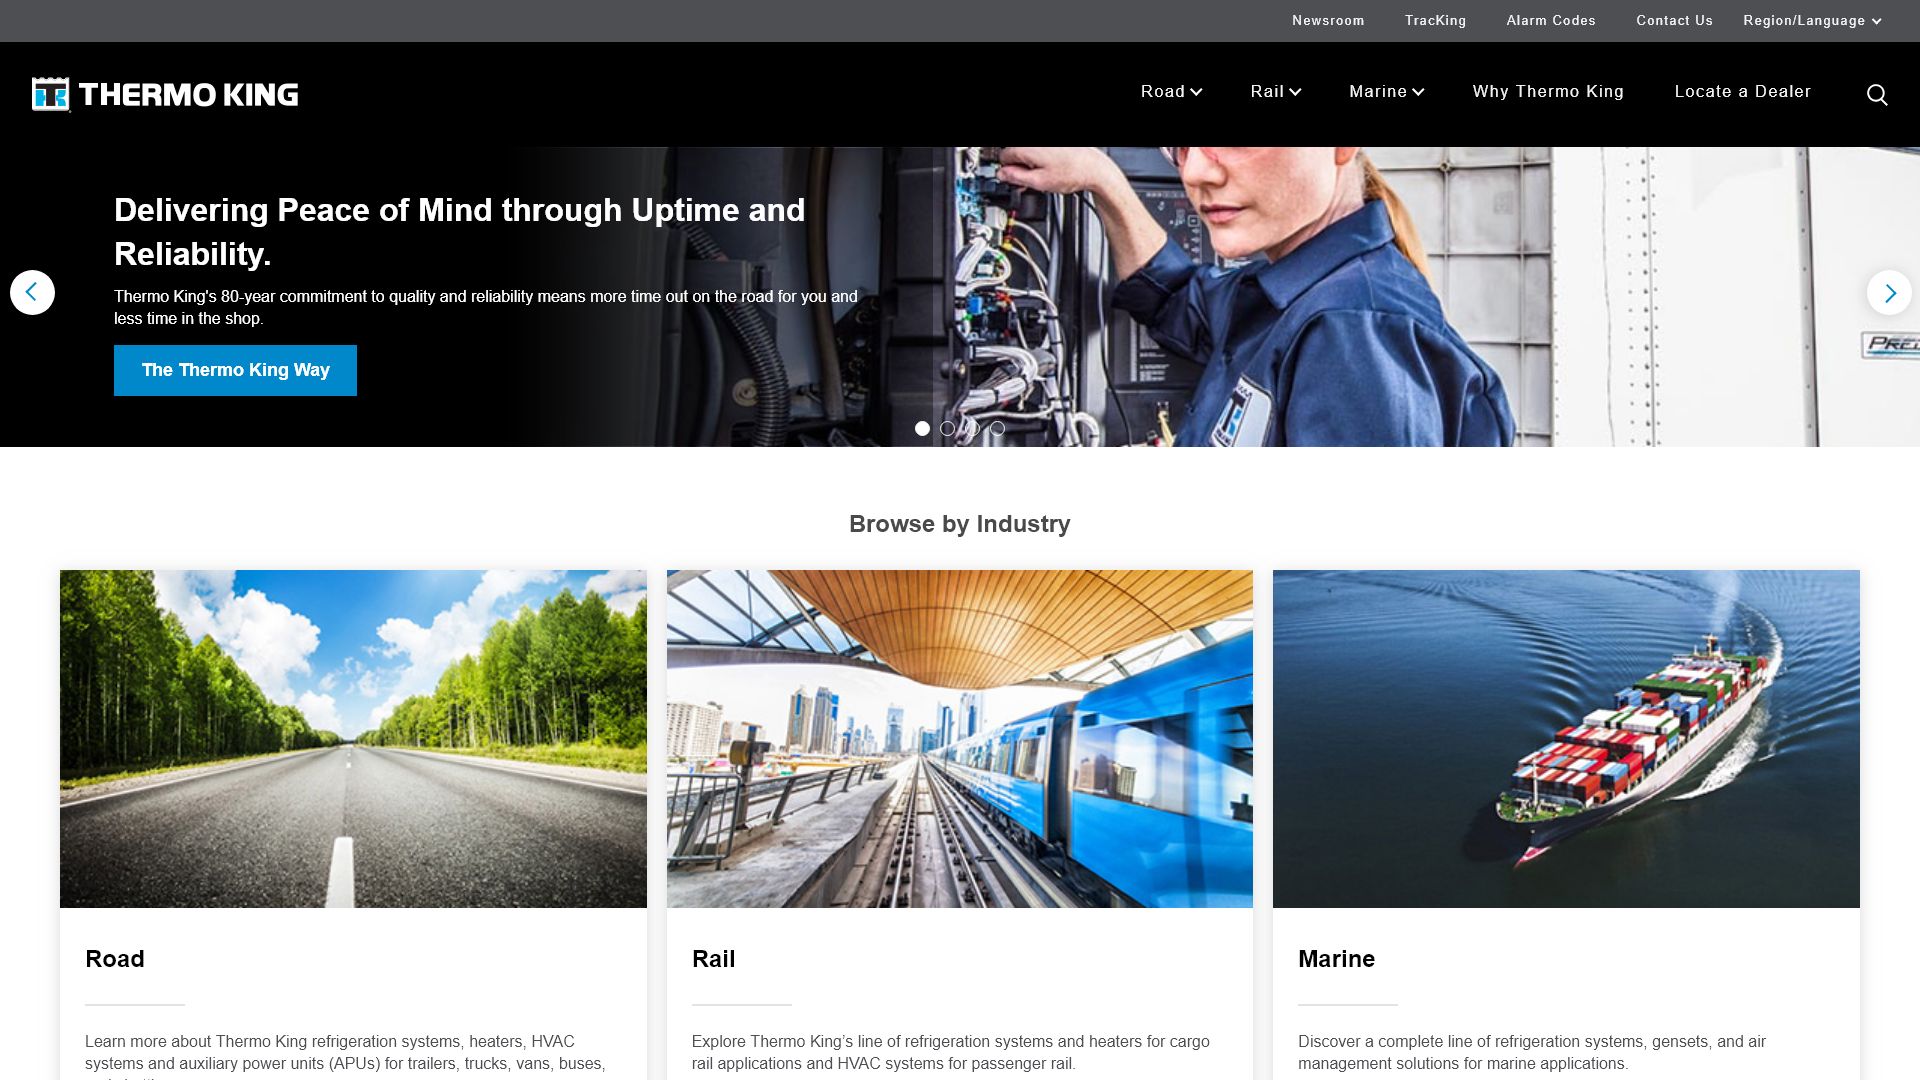 Newsroom
TracKing
Alarm Codes
Contact Us
Region/Language
THERMO KING
Road
Rail
Marine
Why Thermo King
Locate a Dealer
Delivering Peace of Mind through Uptime and
Reliability.
Thermo King's 80-year commitment to quality and reliability means more time out on the road for you and
less time in the shop.
The Thermo King Way
Browse by Industry
Road
Learn more about Thermo King refrigeration systems, heaters, HVAC
systems and auxiliary power units (APUs) for trailers, trucks, vans, buses,
Rail
Explore Thermo King’s line of refrigeration systems and heaters for cargo
rail applications and HVAC systems for passenger rail.
Marine
Discover a complete line of refrigeration systems, gensets, and air
management solutions for marine applications.